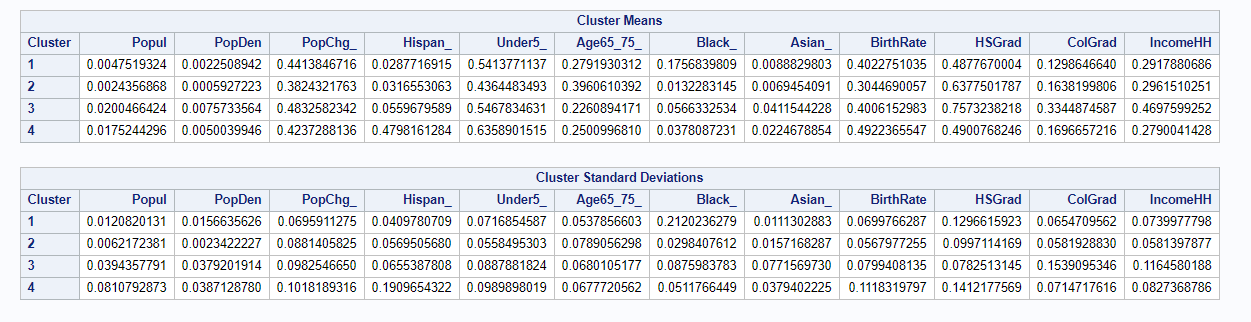 Cluster Means
Cluster Popul PopDen PopChg_ Hispan_ Under5_ Age65_75_ Black_ Asian_ BirthRate HSGrad ColGrad IncomeHH
1 0.0047519324 0.0022508942 0.4413846716 0.0287716915 0.5413771137 0.2791930312 0.1756839809 0.0088829803 0.4022751035 0.4877670004 0.1298646640 0.2917880686
2 0.0024356868 0.0005927223 0.3824321763 0.0316553063 0.4364483493 0.3960610392 0.0132283145 0.0069454091 0.3044690057 0.6377501787 0.1638199806 0.2961510251
3 0.0200466424 0.0075733564 0.4832582342 0.0559679589 0.5467834631 0.2260894171 0.0566332534 0.0411544228 0.4006152983 0.7573238218 0.3344874587 0.4697599252
4 0.0175244296 0.0050039946 0.4237288136 0.4798161284 0.6358901515 0.2500996810 0.0378087231 0.0224678854 0.4922365547 0.4900768246 0.1696657216 0.2790041428
Cluster Standard Deviations
Cluster Popul PopDen PopChg_ Hispan_ Under5_ Age65_75_ Black_ Asian_ BirthRate HSGrad ColGrad IncomeHH
1 0.0120820131 0.0156635626 0.0695911275 0.0409780709 0.0716854587 0.0537856603 0.2120236279 0.0111302883 0.0699766287 0.1296615923 0.0654709562 0.0739977798
2 0.0062172381 0.0023422227 0.0881405825 0.0569505680 0.0558495303 0.0789056298 0.0298407612 0.0157168287 0.0567977255 0.0997114169 0.0581928830 0.0581397877
3 0.0394357791 0.0379201914 0.0982546650 0.0655387808 0.0887881824 0.0680105177 0.0875983783 0.0771569730 0.0799408135 0.0782513145 0.1539095346 0.1164580188
4 0.0810792873 0.0387128780 0.1018189316 0.1909654322 0.0989898019 0.0677720562 0.0511766449 0.0379402225 0.1118319797 0.1412177569 0.0714717616 0.0827368786